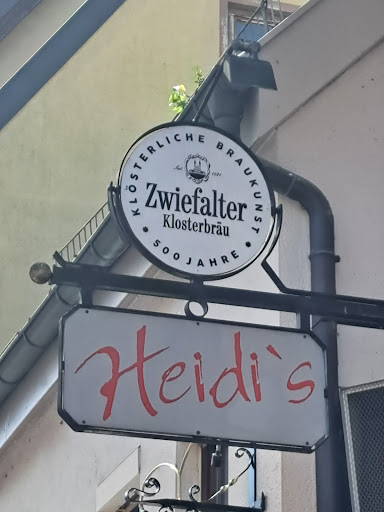 KLÖSTERLICHE BRAUKUNST
Zwiefalter
Klosterbräu
500 JAHRE
Heidi`s